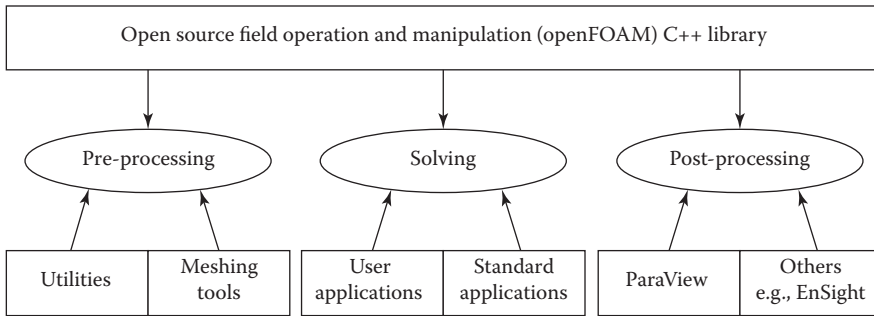 Open source field operation and manipulation (openFOAM) C++ library
Pre-processing
Solving
Post-processing
Utilities
Meshing
tools
User
applications
Standard
applications
ParaView
Others
e.g., EnSight